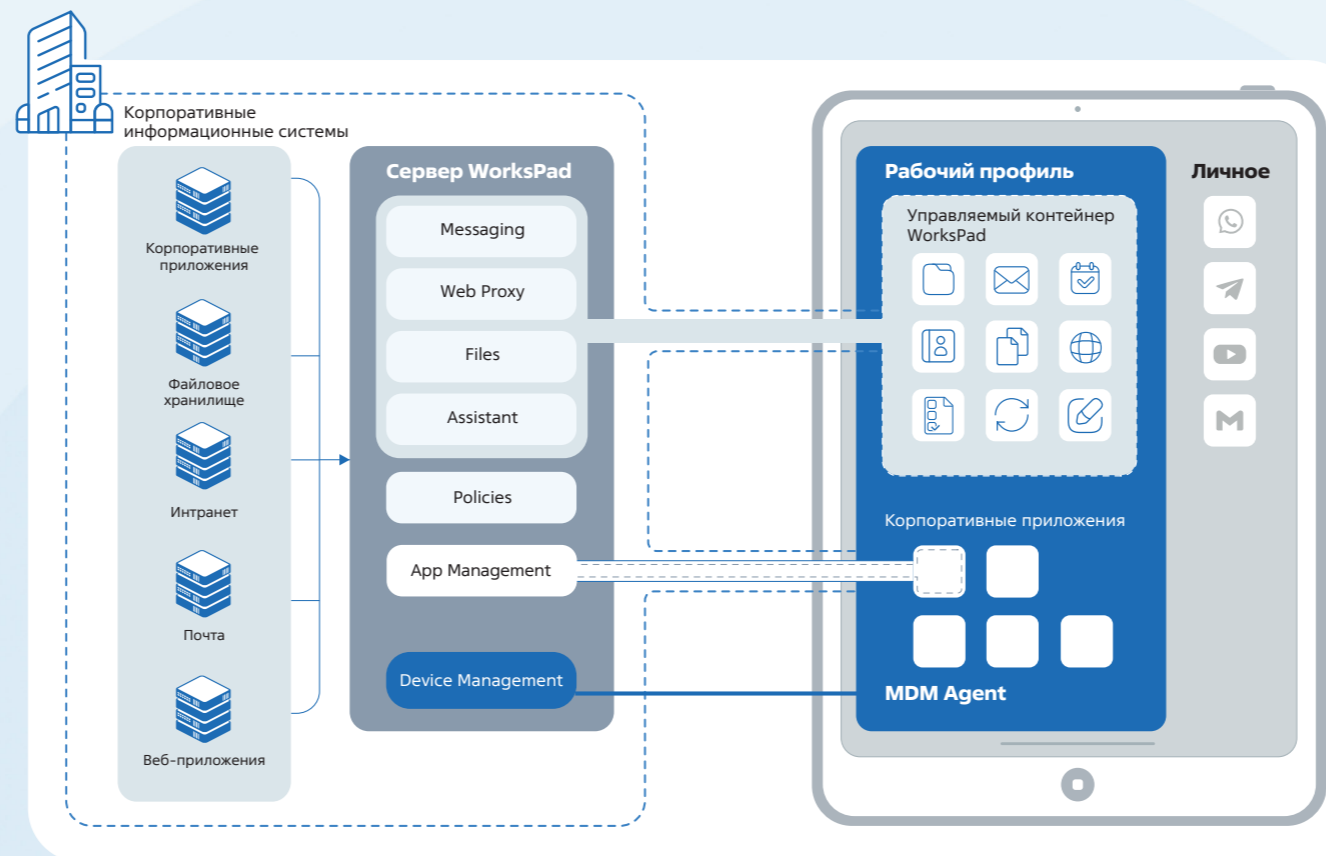 Корпоративные
информационные системы
Корпоративные
приложения
Файловое
хранилище
Интранет
Почта
Веб-приложения
Сервер WorksPad
Messaging
Web Proxy
Files
Assistant
Policies
App Management
Device Management
Рабочий профиль
Управляемый контейнер
WorksPad
Корпоративные приложения
MDM Agent
Личное